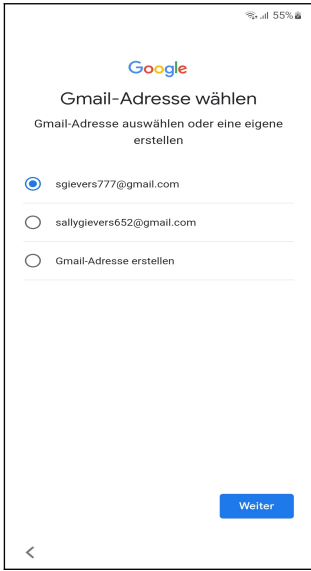 55%
Google
Gmail-Adresse wählen
Gmail-Adresse auswählen oder eine eigene
erstellen
sgievers777@gmail.com
sallygievers652@gmail.com
Gmail-Adresse erstellen
Weiter